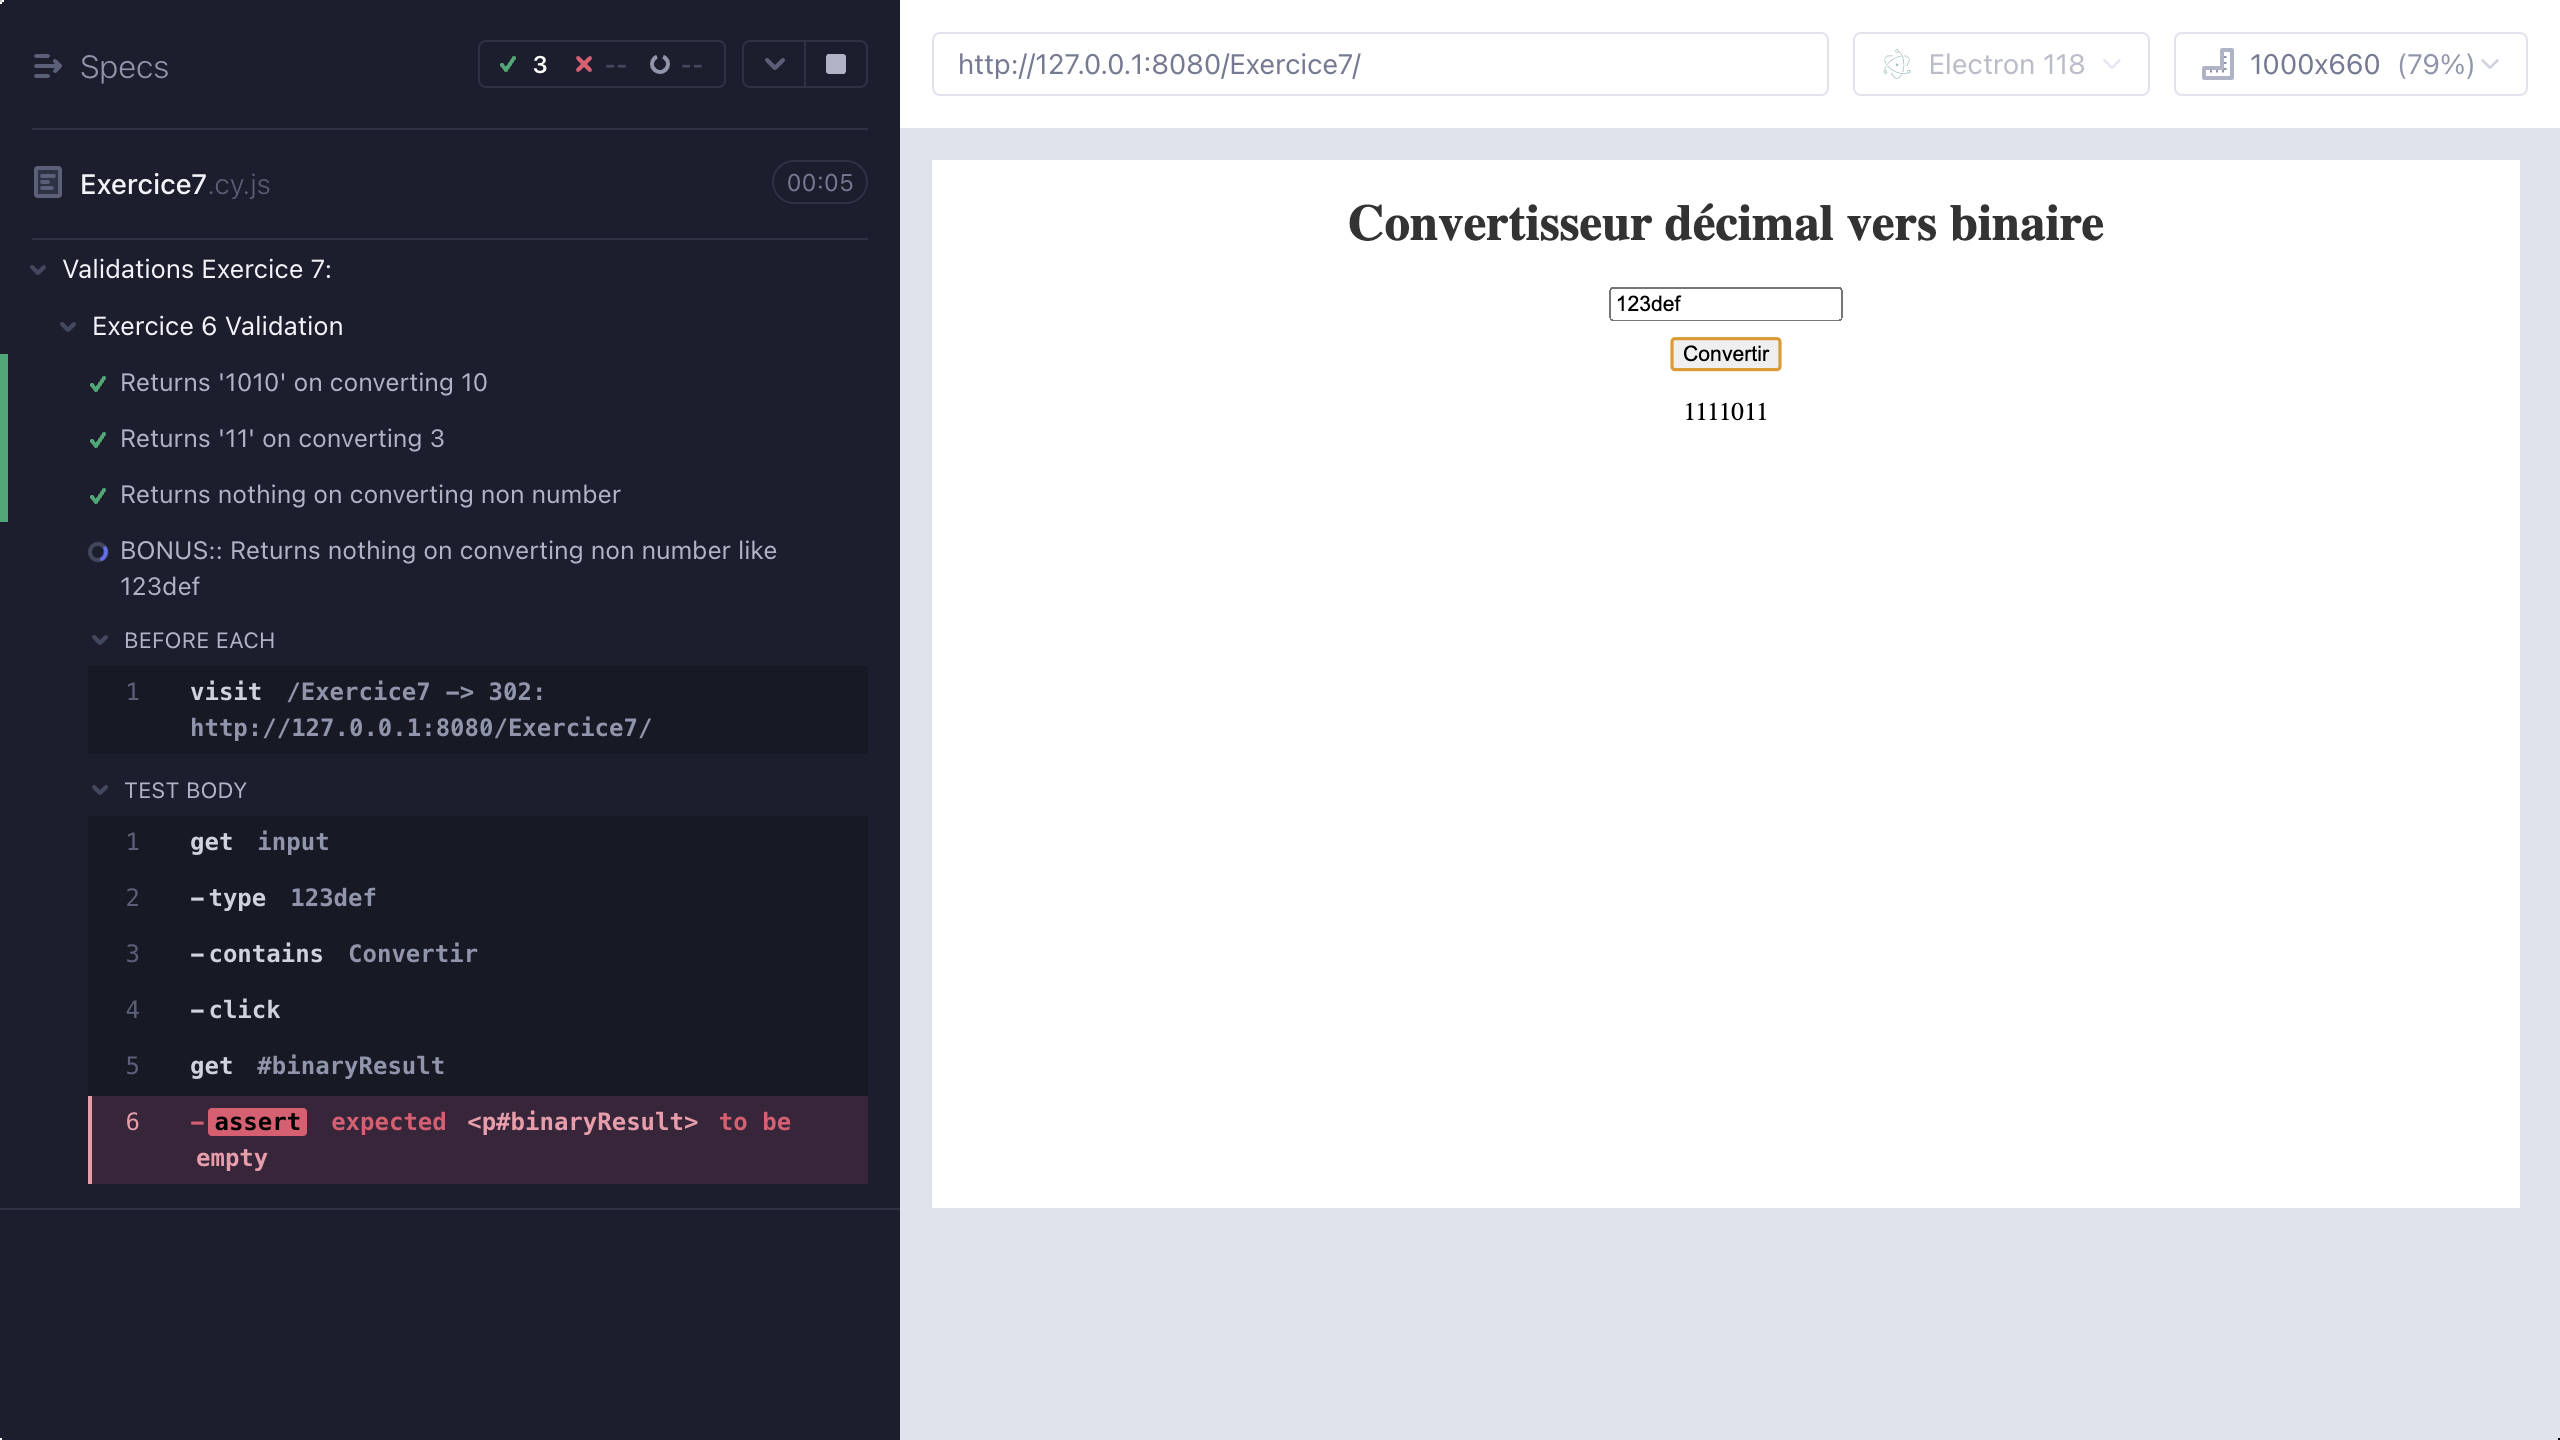 Specs
3 -- --
Exercice7.cy.js
00:05
Validations Exercice 7:
Exercice 6 Validation
Returns '1010' on converting 10
Returns '11' on converting 3
Returns nothing on converting non number
BONUS:: Returns nothing on converting non number like
123def
BEFORE EACH
1 visit /Exercice7 -> 302:
http://127.0.0.1:8080/Exercice7/
TEST BODY
1 get input
2 -type 123def
3 -contains Convertir
4 -click
5 get #binaryResult
6 -assert expected <p#binaryResult> to be
empty
http://127.0.0.1:8080/Exercice7/
Electron 118
1000x660 (79%)
Convertisseur décimal vers binaire
123def
Convertir
1111011